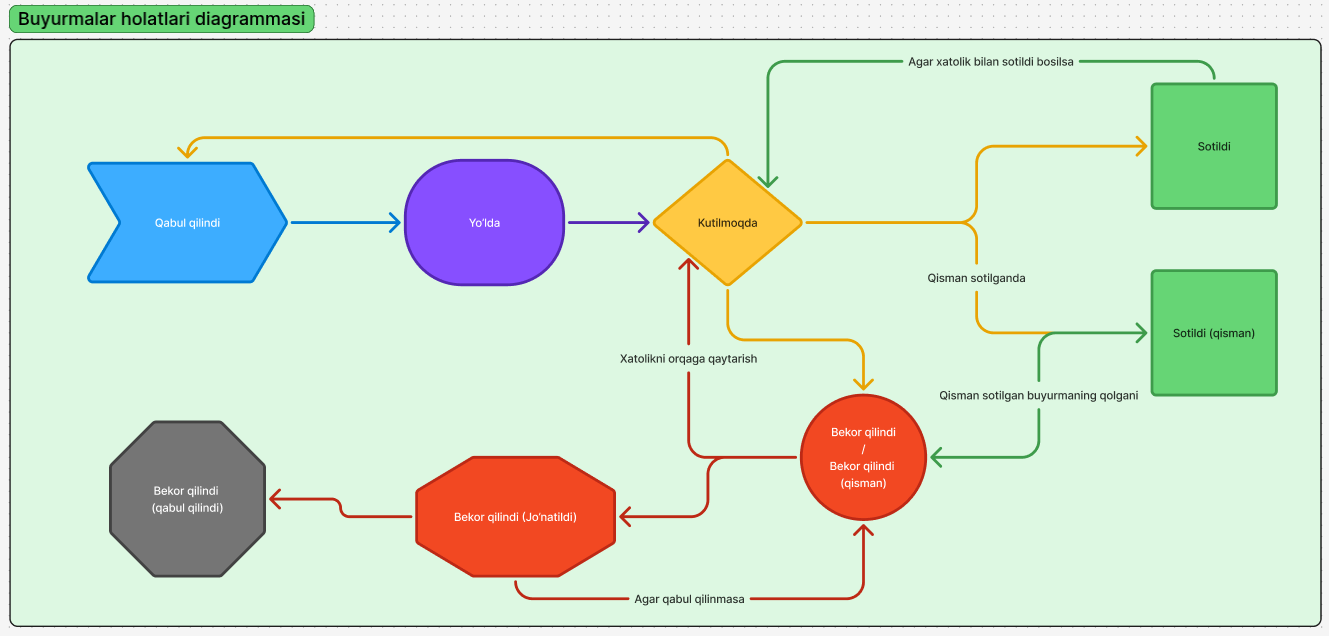 Buyurmalar holatlari diagrammasi
Agar xatolik bilan sotildi bosilsa
Sotildi
Qabul qilindi
Yo'lda
Kutilmoqda
Qisman sotilganda
Sotildi (qisman)
Xatolikni orqaga qaytarish
Qisman sotilgan buyurmaning qolgani
Bekor qilindi
/
Bekor qilindi
(qisman)
Bekor qilindi
(qabul qilindi)
Bekor qilindi (Jo'natildi)
Agar qabul qilinmasa